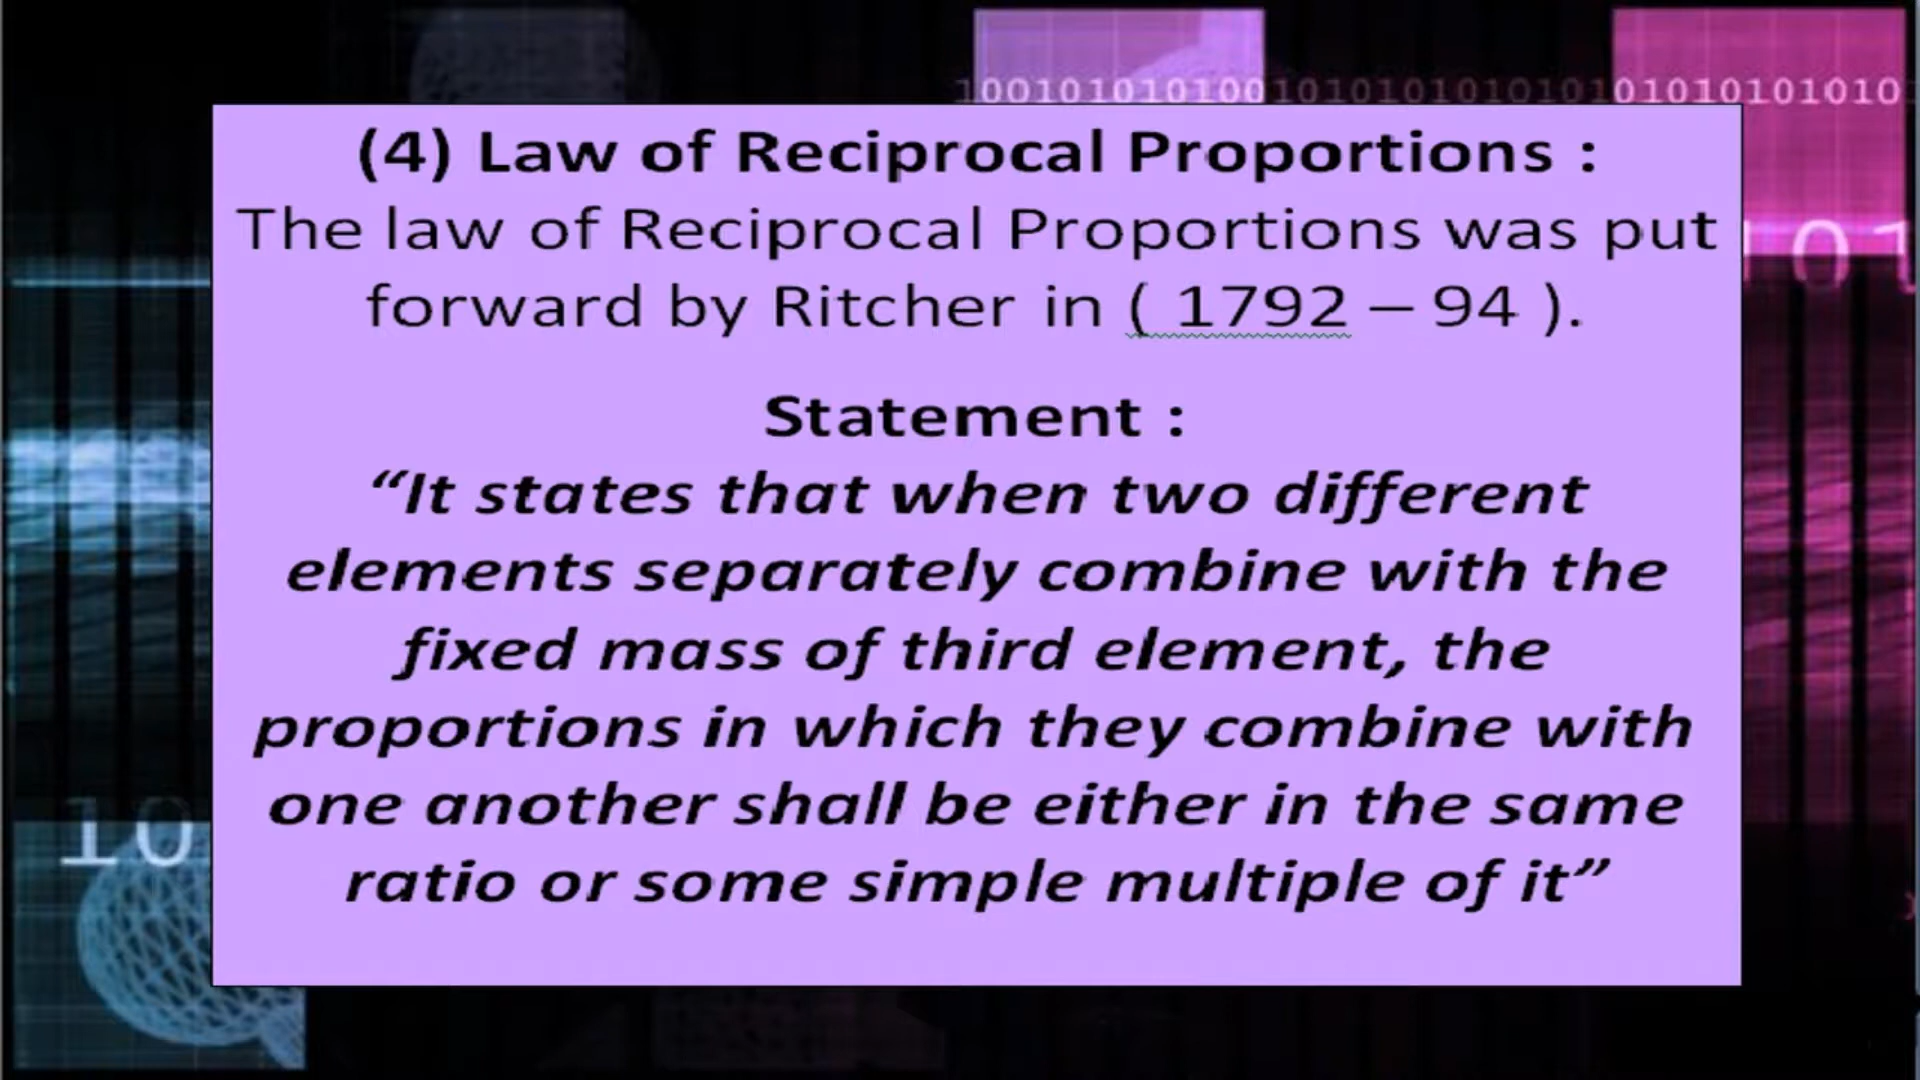 100101010100101010101010101010101010101010
(4) Law of Reciprocal Proportions :
The law of Reciprocal Proportions was put
forward by Ritcher in ( 1792 – 94 ).
101
Statement :
“It states that when two different
elements separately combine with the
fixed mass of third element, the
proportions in which they combine with
one another shall be either in the same
10
ratio or some simple multiple of it”